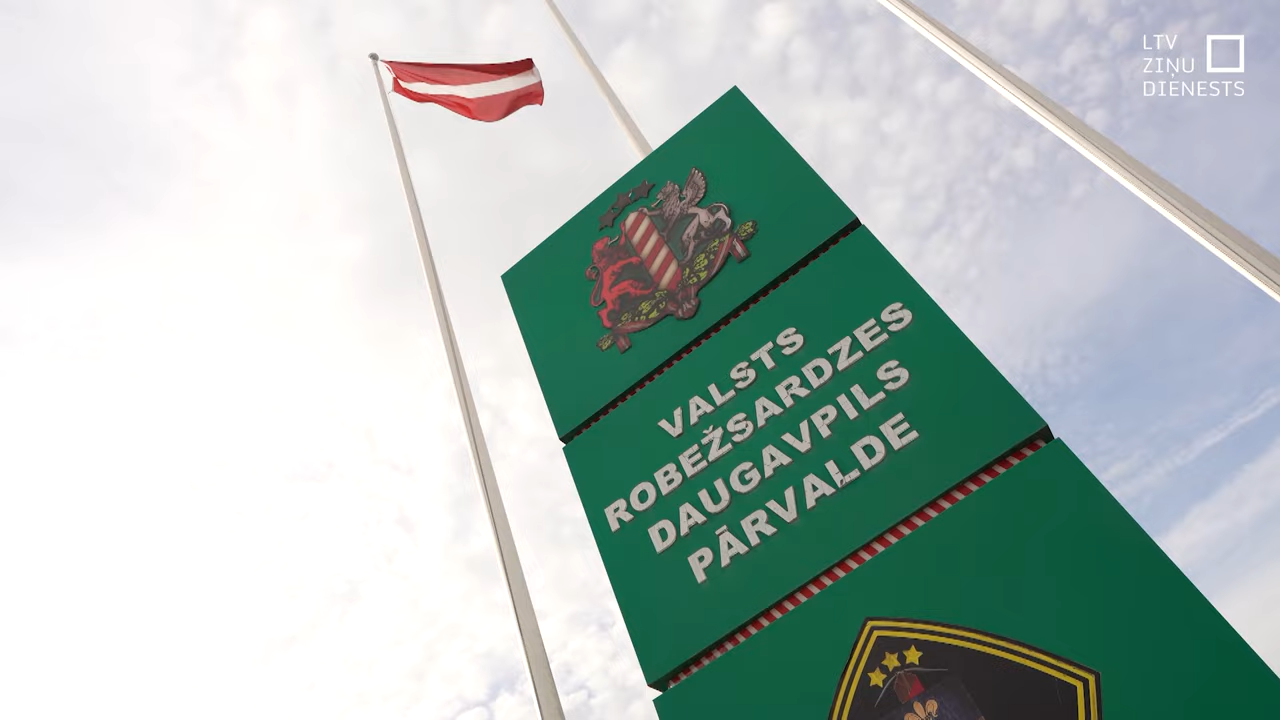 LTV
ZIŅU
DIENESTS
VALSTS
ROBEŽSARDZES
DAUGAVPILS
PĀRVALDE